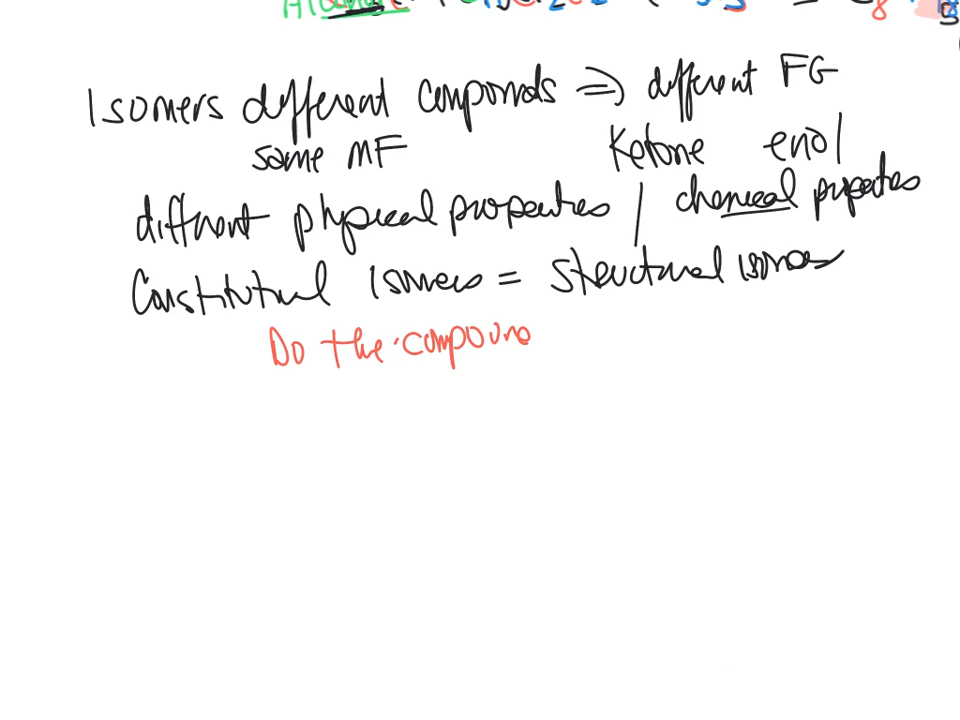 Isomers different compounds => different FG
same MF Ketone enol
different physical properties | chemical properties
Constitutional Isomers = Structural isomers
Do the compoun